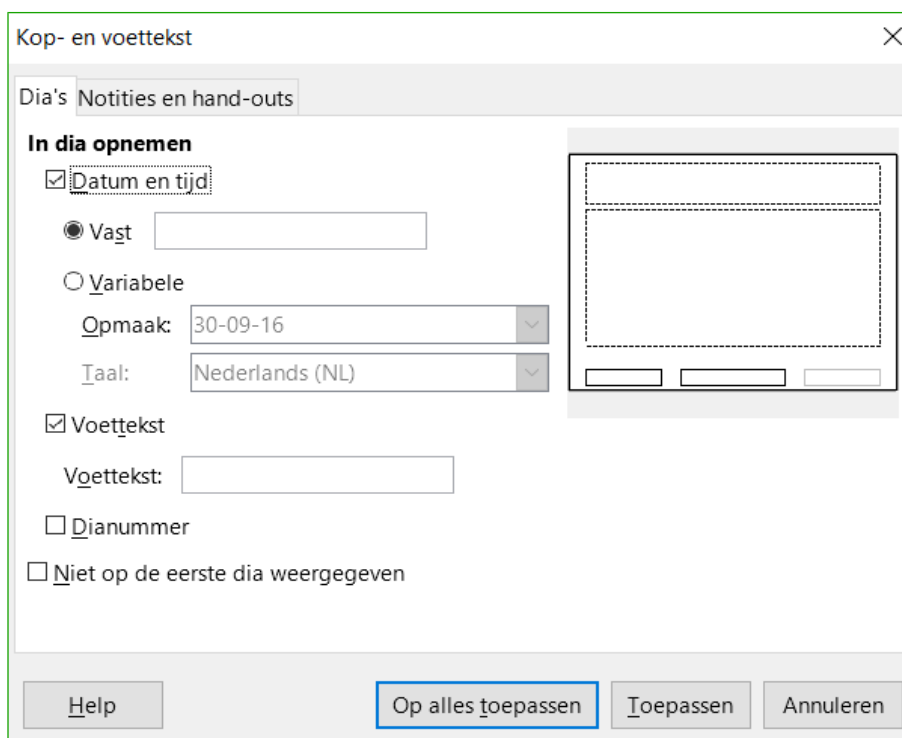 Kop- en voettekst
Dia's Notities en hand-outs
In dia opnemen
Datum en tijd
Vast
Variabele
Opmaak: 30-09-16
Taal: Nederlands (NL)
Voettekst
Voettekst:
Dianummer
Niet op de eerste dia weergegeven
Help Op alles toepassen Toepassen Annuleren